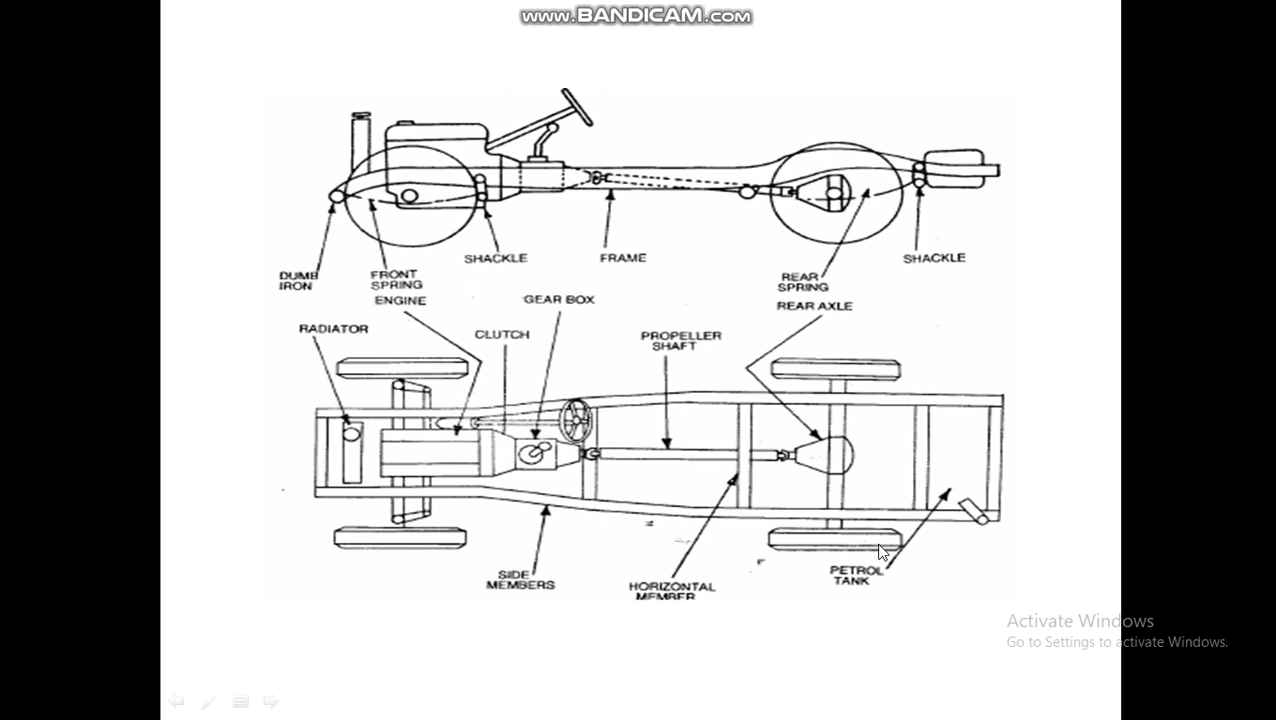 www.BANDICAM.com
DUMB
IRON
FRONT
SPRING
SHACKLE
FRAME
REAR
SPRING
SHACKLE
ENGINE
GEAR BOX
REAR AXLE
RADIATOR
CLUTCH
PROPELLER
SHAFT
SIDE
MEMBERS
HORIZONTAL
MEMBER
PETROL
TANK
Activate Windows
Go to Settings to activate Windows.